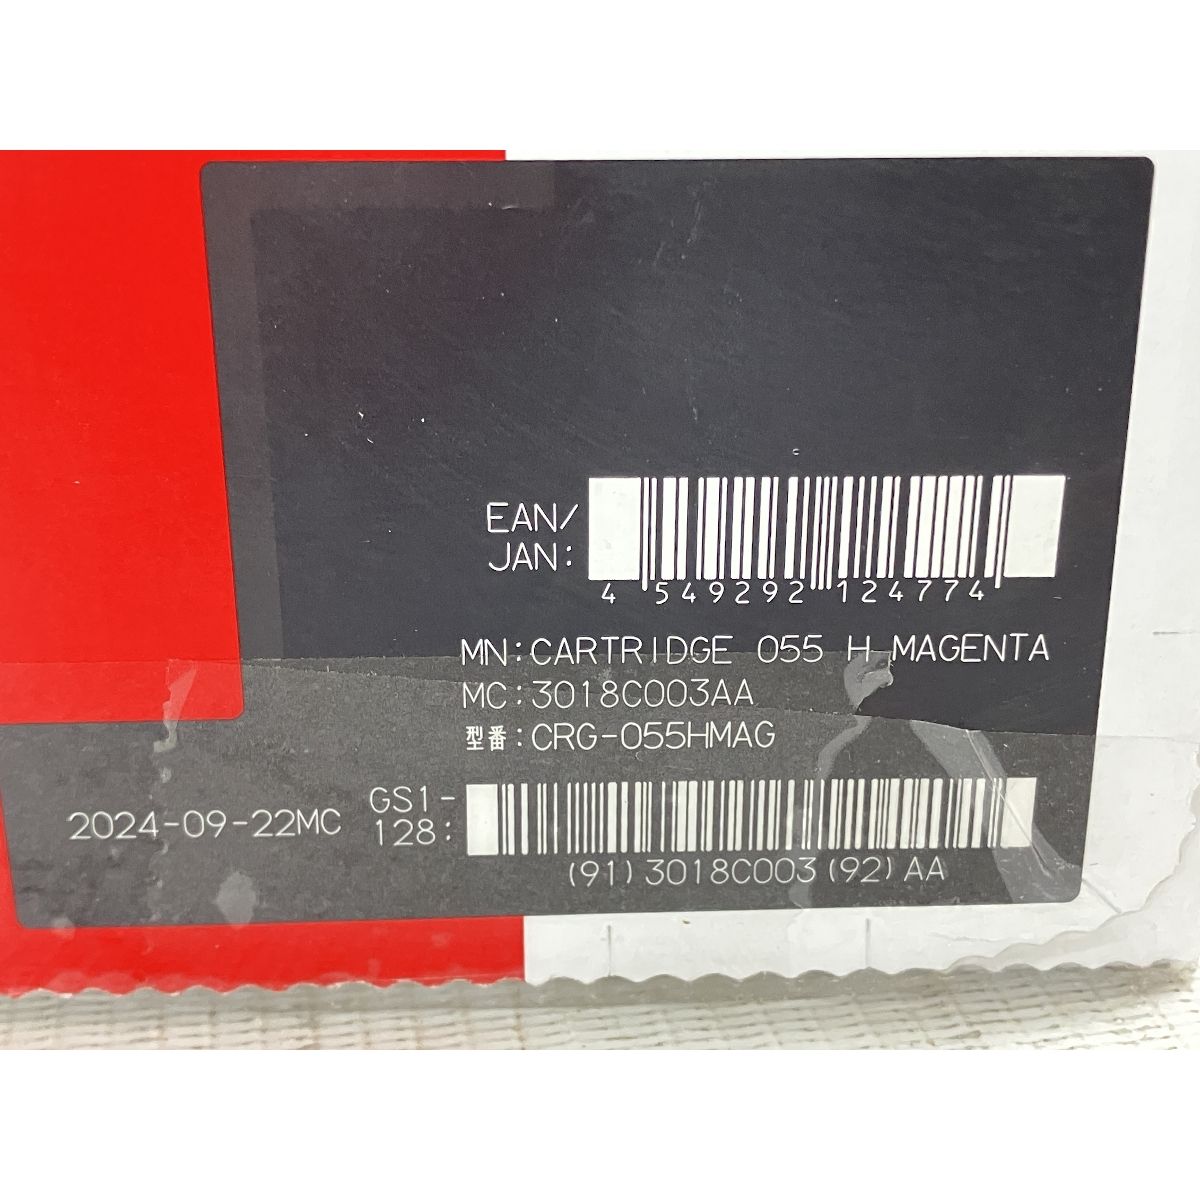 EAN/
JAN:
4 549292 124774
MN:CARTRIDGE 055 H MAGENTA
MC:3018C003AA
型番:CRG-055HMAG
2024-09-22MC
GS1-
128:
(91)3018C003(92)AA